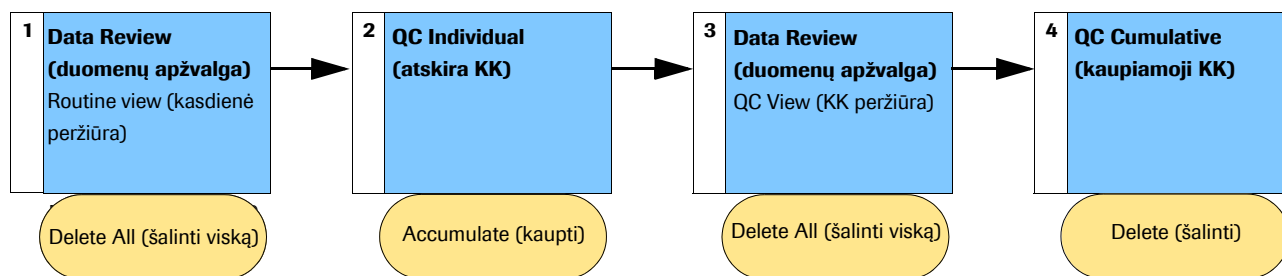 1
Data Review
(duomenų apžvalga)
Routine view (kasdienė
peržiūra)
Delete All (šalinti viską)
2
QC Individual
(atskira KK)
Accumulate (kaupti)
3
Data Review
(duomenų apžvalga)
QC View (KK peržiūra)
Delete All (šalinti viską)
4
QC Cumulative
(kaupiamoji KK)
Delete (šalinti)